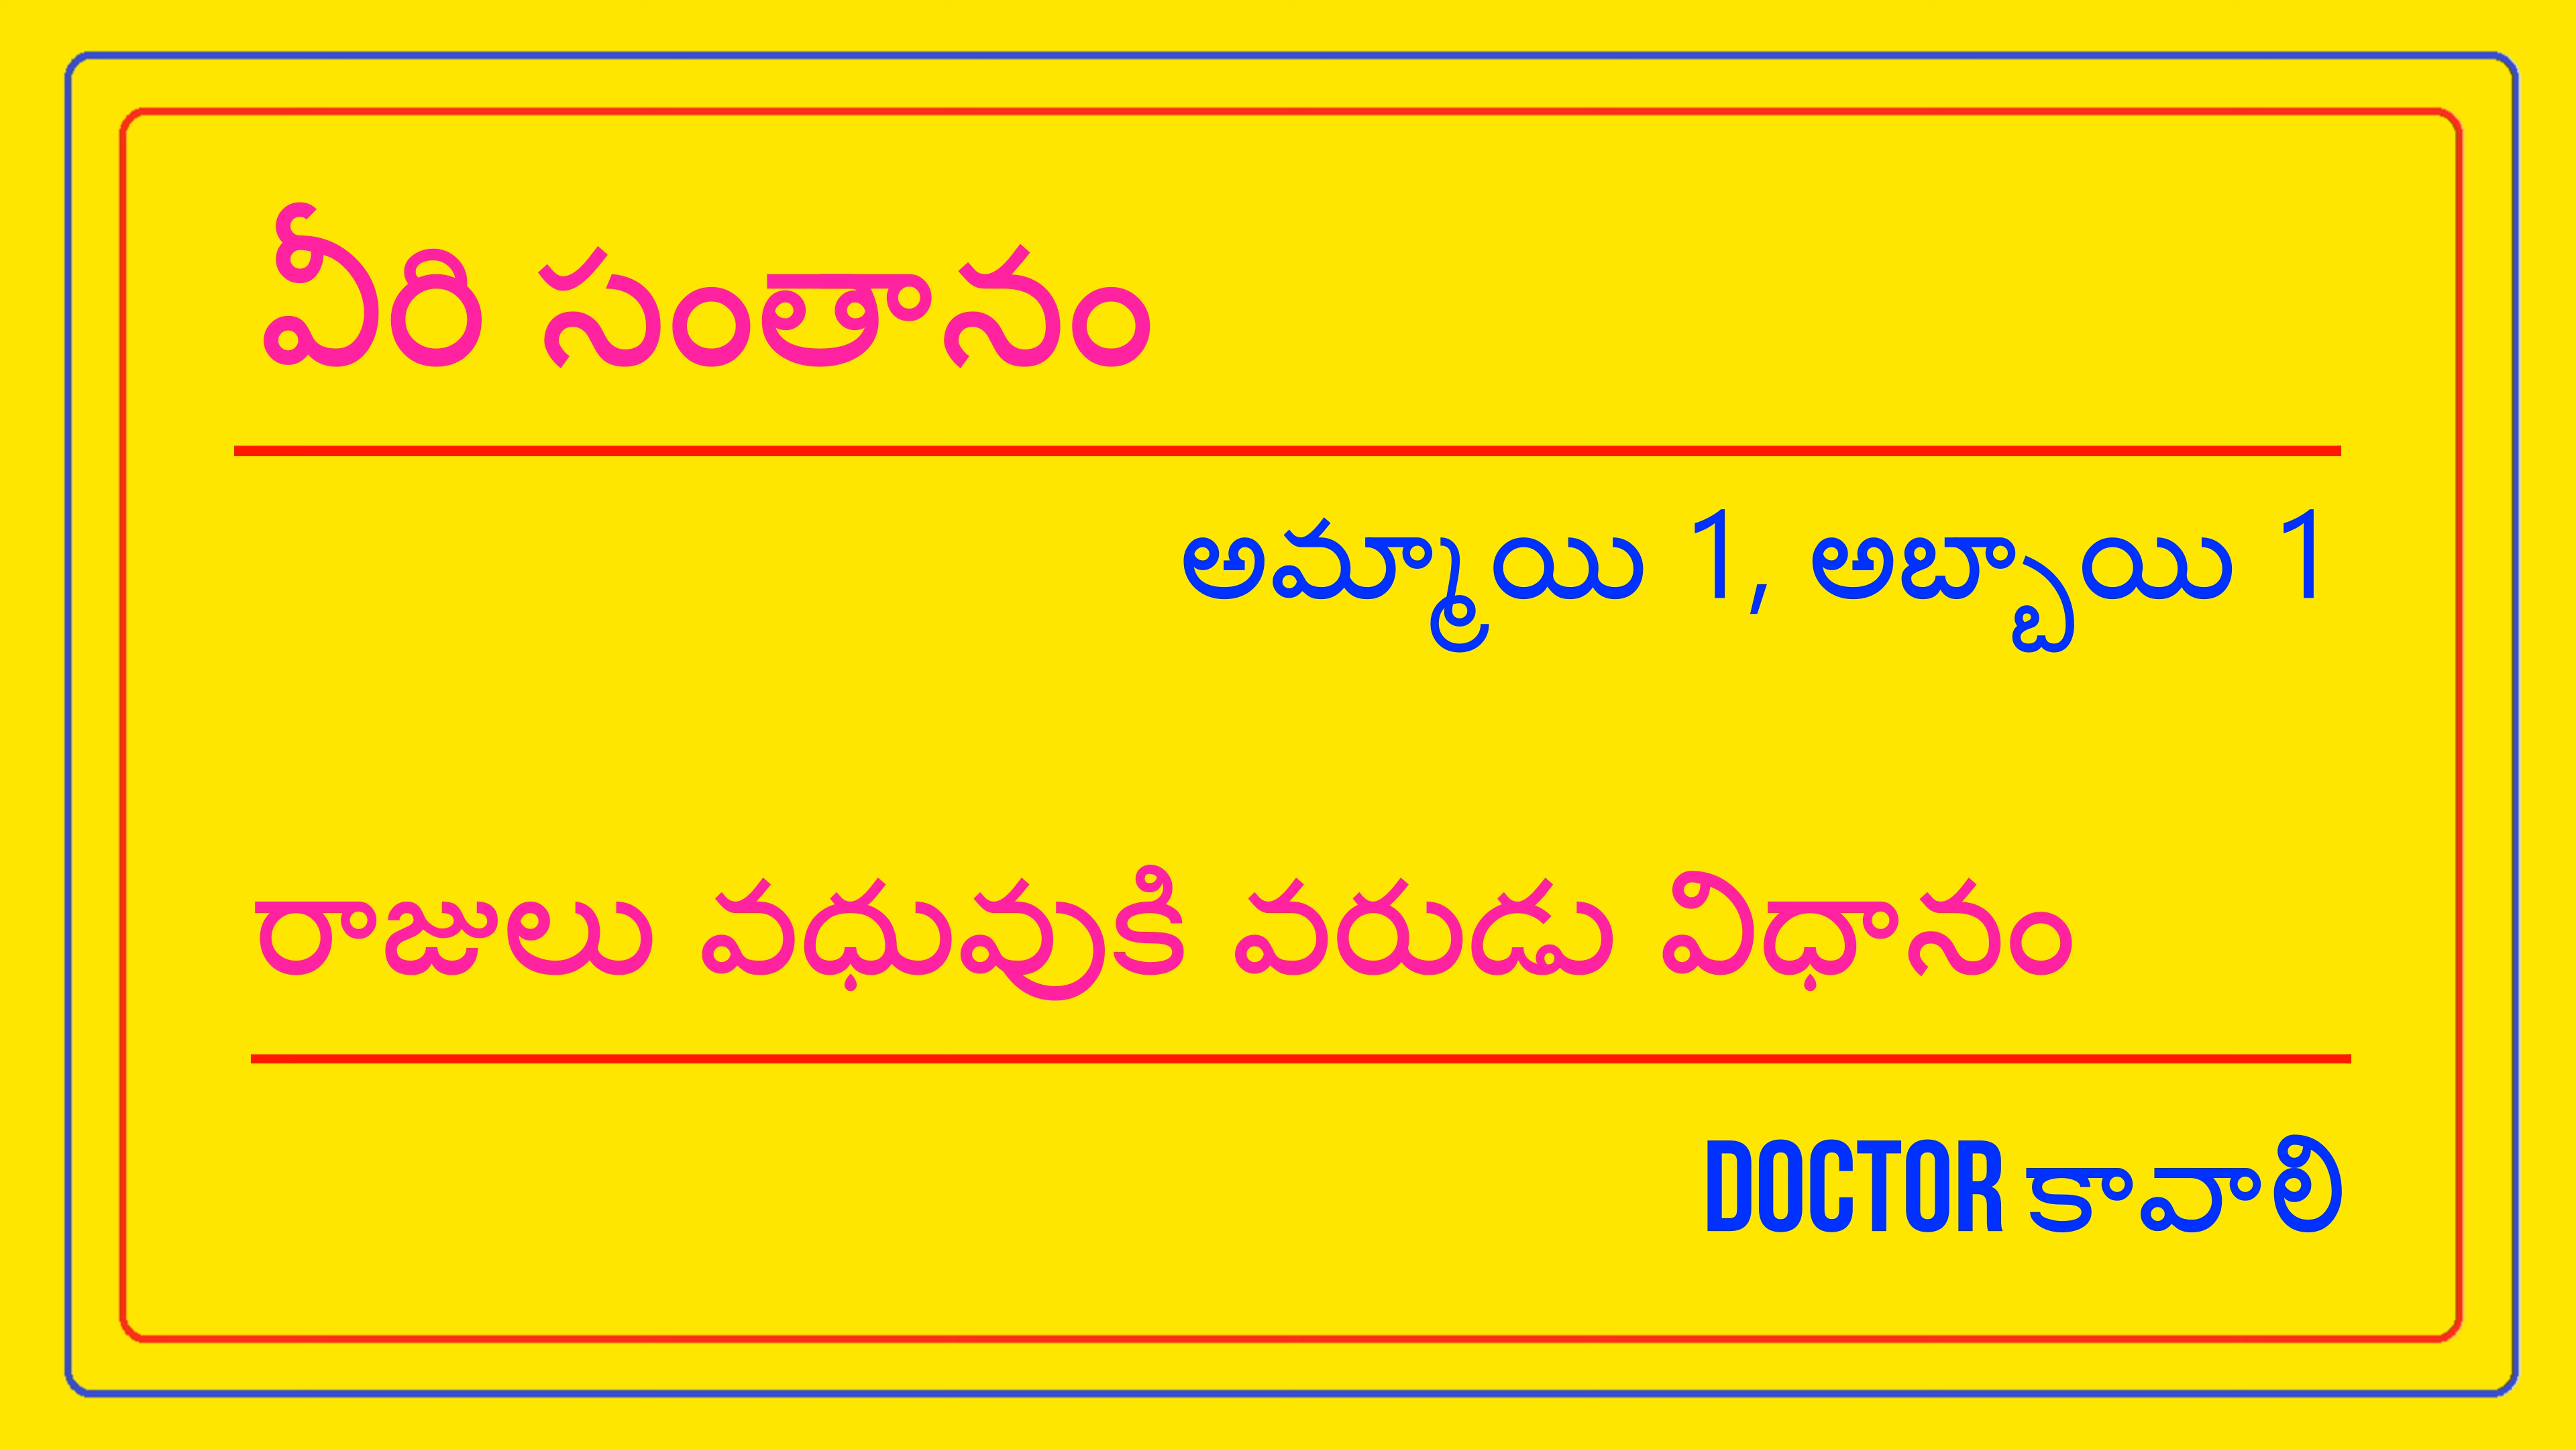 వీరి సంతానం
అమ్మాయి 1, అబ్బాయి 1
రాజులు వధువుకి వరుడు విధానం
DOCTOR కావాలి